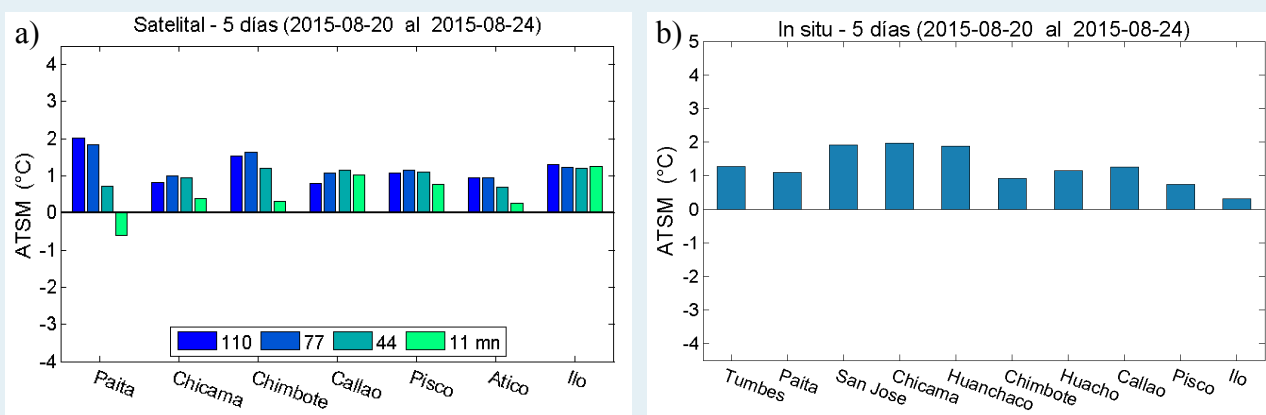 a)
Satelital - 5 días (2015-08-20 al 2015-08-24)
ATSM (°C)
4
3
2
1
0
-1
-2
-3
-4
110 77 44 11 mn
Paita Chicama Chimbote Callao Pisco Atico Ilo
b)
In situ - 5 días (2015-08-20 al 2015-08-24)
ATSM (°C)
5
4
3
2
1
0
-1
-2
-3
-4
Tumbes Paita San Jose Chicama Huanchaco Chimbote Huacho Callao Pisco Ilo